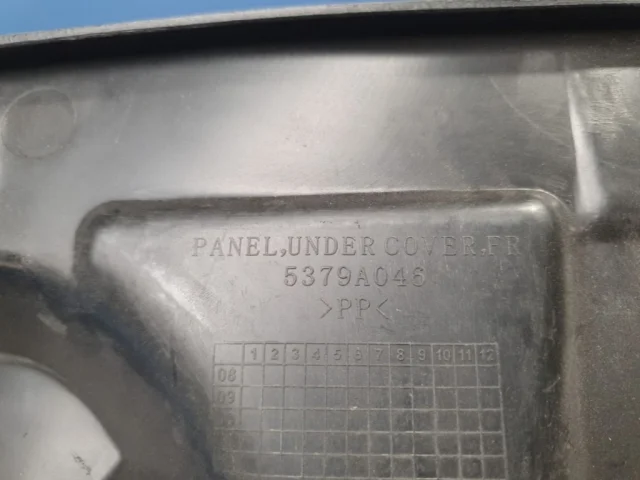 PANEL,UNDER COVER.FR
5379A046
>PP<
1 2 3 4 5 6 7 8 9 10 11 12
08
09